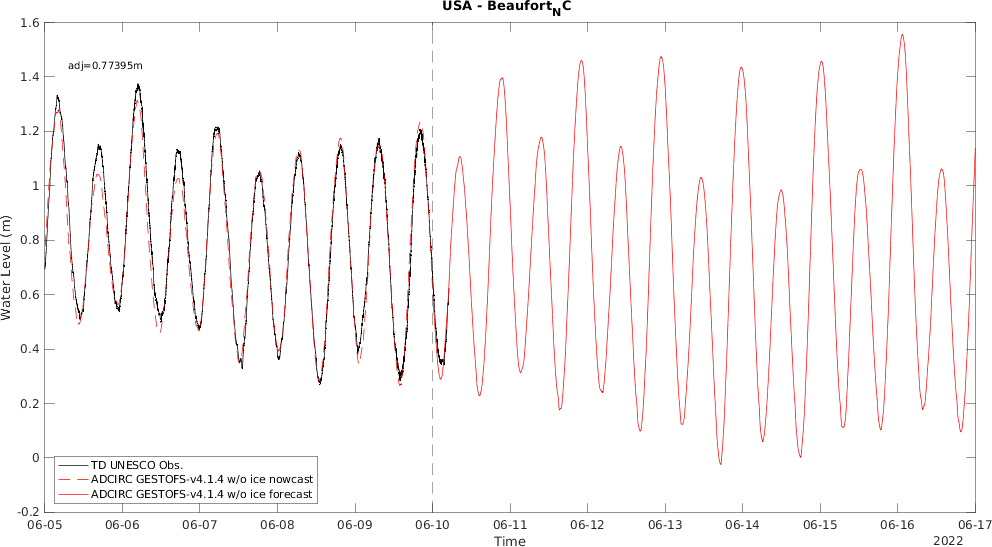 USA - Beaufort_NC
adj=0.77395m
1.6
1.4
1.2
1
0.8
0.6
0.4
0.2
0
-0.2
Water Level (m)
TD UNESCO Obs.
ADCIRC GESTOFS-v4.1.4 w/o ice nowcast
ADCIRC GESTOFS-v4.1.4 w/o ice forecast
06-05 06-06 06-07 06-08 06-09 06-10 06-11 06-12 06-13 06-14 06-15 06-16 06-17
Time
2022